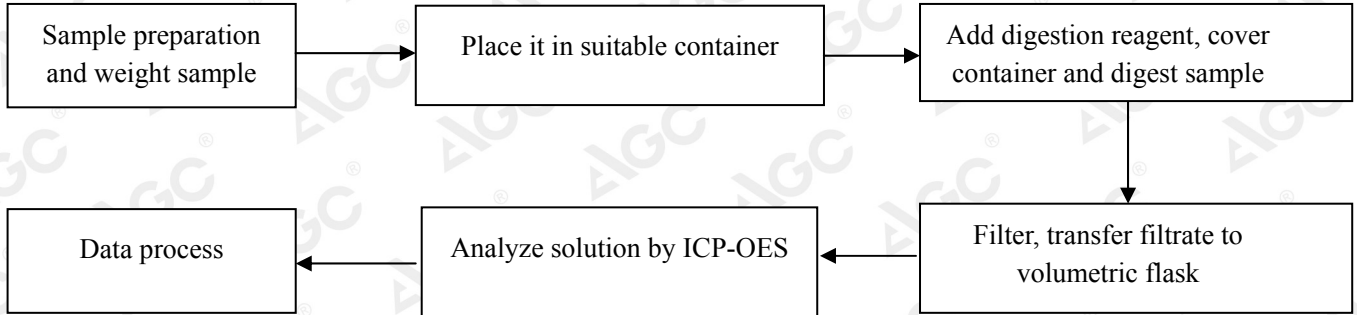 Sample preparation
and weight sample
Place it in suitable container
Add digestion reagent, cover
container and digest sample
Filter, transfer filtrate to
volumetric flask
Analyze solution by ICP-OES
Data process
AGC
®